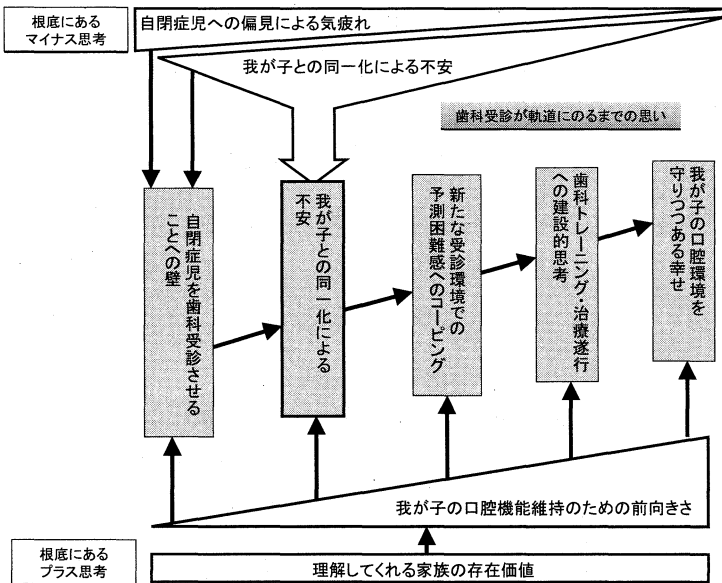 根底にある
マイナス思考
自閉症児への偏見による気疲れ
我が子との同一化による不安
歯科受診が軌道にのるまでの思い
自閉症児を歯科受診させる
ことへの壁
我が子との同一化による
不安
新たな受診環境での
予測困難感へのコーピング
歯科トレーニング・治療遂行
への建設的思考
我が子の口腔環境を
守りつつある幸せ
我が子の口腔機能維持のための前向きさ
根底にある
プラス思考
理解してくれる家族の存在価値